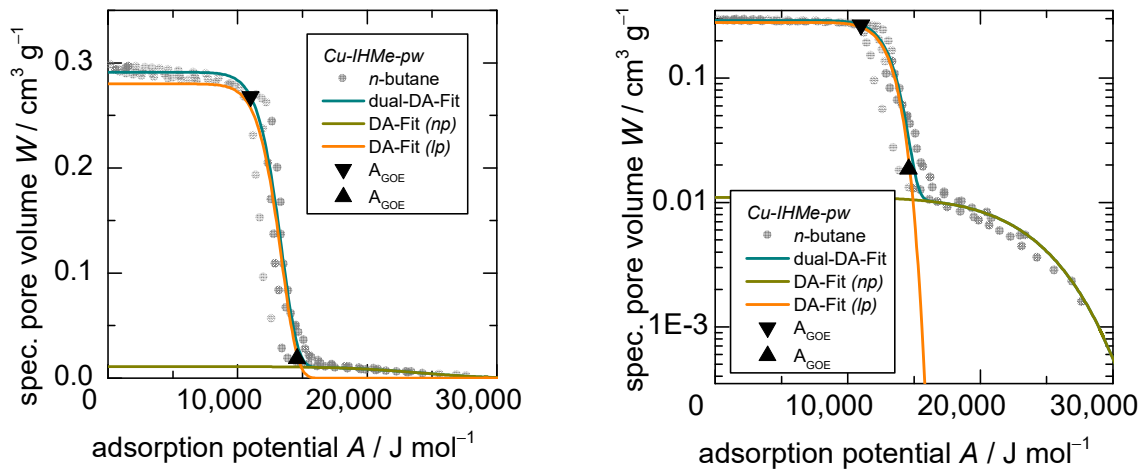 spec. pore volume W / cm³ g⁻¹
0.3
0.2
0.1
0.0
Cu-IHMe-pw
n-butane
dual-DA-Fit
DA-Fit (np)
DA-Fit (lp)
A_GOE
A_GOE
0 10,000 20,000 30,000
adsorption potential A / J mol⁻¹
spec. pore volume W / cm³ g⁻¹
0.1
0.01
1E-3
Cu-IHMe-pw
n-butane
dual-DA-Fit
DA-Fit (np)
DA-Fit (lp)
A_GOE
A_GOE
0 10,000 20,000 30,000
adsorption potential A / J mol⁻¹